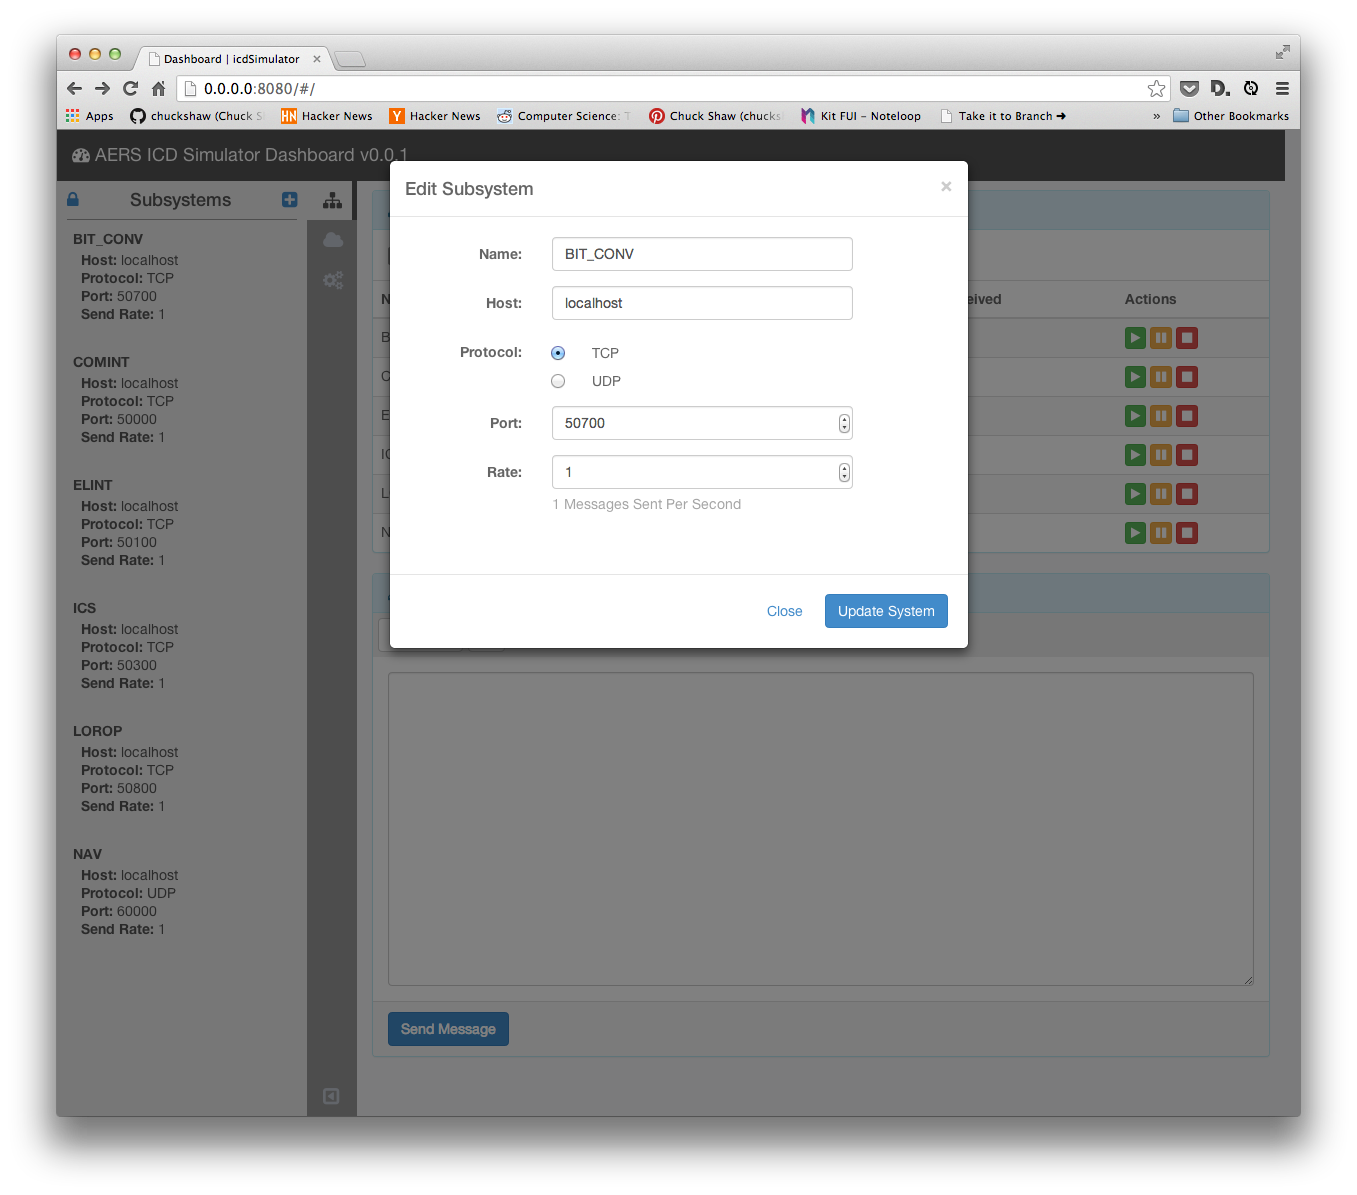 Dashboard | icdSimulator
0.0.0.0:8080/#/
Apps
chuckshaw (Chuck S
HN Hacker News
Y Hacker News
Computer Science: T
Chuck Shaw (chucks
Kit FUI – Noteloop
Take it to Branch →
»
Other Bookmarks
AERS ICD Simulator Dashboard v0.0.1
Subsystems
BIT_CONV
Host: localhost
Protocol: TCP
Port: 50700
Send Rate: 1
COMINT
Host: localhost
Protocol: TCP
Port: 50000
Send Rate: 1
ELINT
Host: localhost
Protocol: TCP
Port: 50100
Send Rate: 1
ICS
Host: localhost
Protocol: TCP
Port: 50300
Send Rate: 1
LOROP
Host: localhost
Protocol: TCP
Port: 50800
Send Rate: 1
NAV
Host: localhost
Protocol: UDP
Port: 60000
Send Rate: 1
Edit Subsystem
×
Name: BIT_CONV
Host: localhost
Protocol: TCP
UDP
Port: 50700
Rate: 1
1 Messages Sent Per Second
Close
Update System
Actions
Send Message